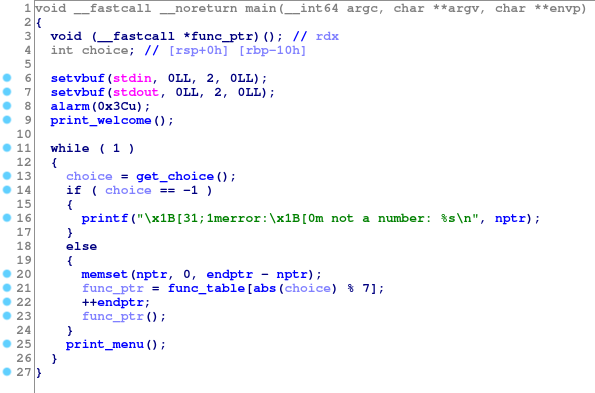 1 void __fastcall __noreturn main(__int64 argc, char **argv, char **envp)
2 {
3 void (__fastcall *func_ptr)(); // rdx
4 int choice; // [rsp+0h] [rbp-10h]
5
6 setvbuf(stdin, 0LL, 2, 0LL);
7 setvbuf(stdout, 0LL, 2, 0LL);
8 alarm(0x3Cu);
9 print_welcome();
10
11 while ( 1 )
12 {
13 choice = get_choice();
14 if ( choice == -1 )
15 {
16 printf("\x1B[31;1merror:\x1B[0m not a number: %s\n", nptr);
17 }
18 else
19 {
20 memset(nptr, 0, endptr - nptr);
21 func_ptr = func_table[abs(choice) % 7];
22 ++endptr;
23 func_ptr();
24 }
25 print_menu();
26 }
27 }